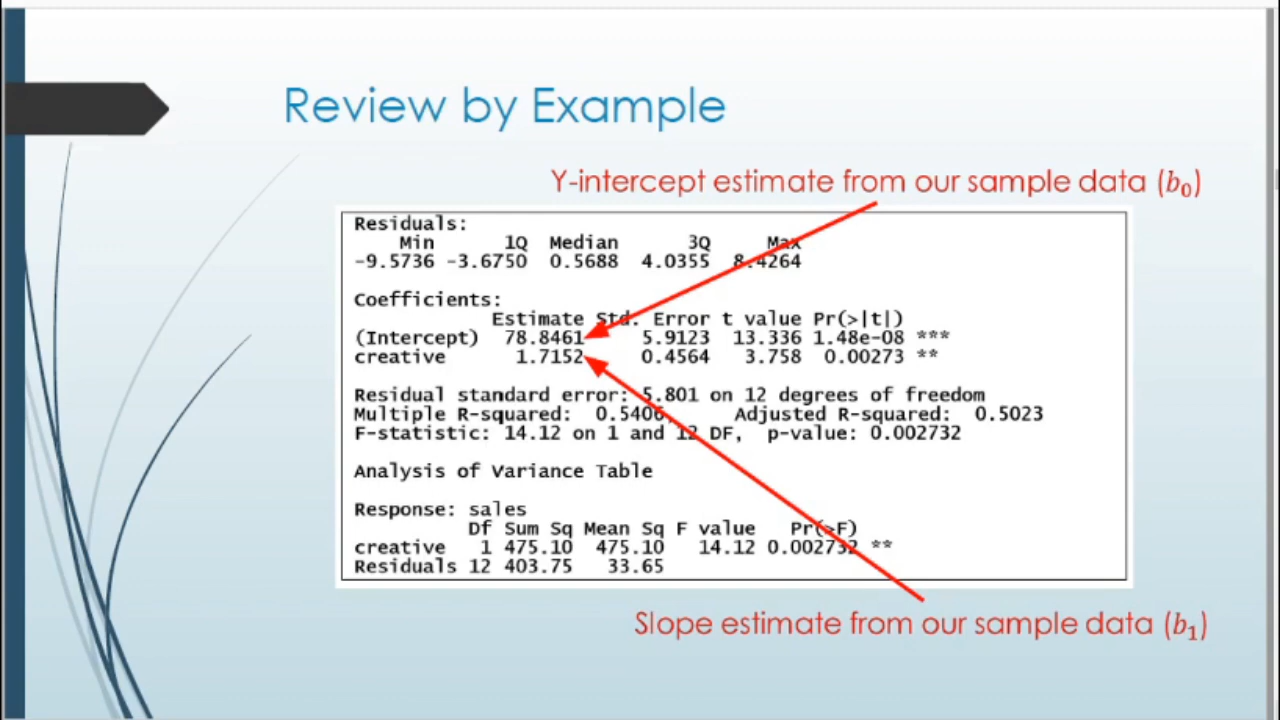 Review by Example
Y-intercept estimate from our sample data (b₀)
Residuals:
Min 1Q Median 3Q Max
-9.5736 -3.6750 0.5688 4.0355 8.4264
Coefficients:
Estimate Std. Error t value Pr(>|t|)
(Intercept) 78.8461 5.9123 13.336 1.48e-08 ***
creative 1.7152 0.4564 3.758 0.00273 **
Residual standard error: 5.801 on 12 degrees of freedom
Multiple R-squared: 0.5406, Adjusted R-squared: 0.5023
F-statistic: 14.12 on 1 and 12 DF, p-value: 0.002732
Analysis of Variance Table
Response: sales
Df Sum Sq Mean Sq F value Pr(>F)
creative 1 475.10 475.10 14.12 0.002732 **
Residuals 12 403.75 33.65
Slope estimate from our sample data (b₁)